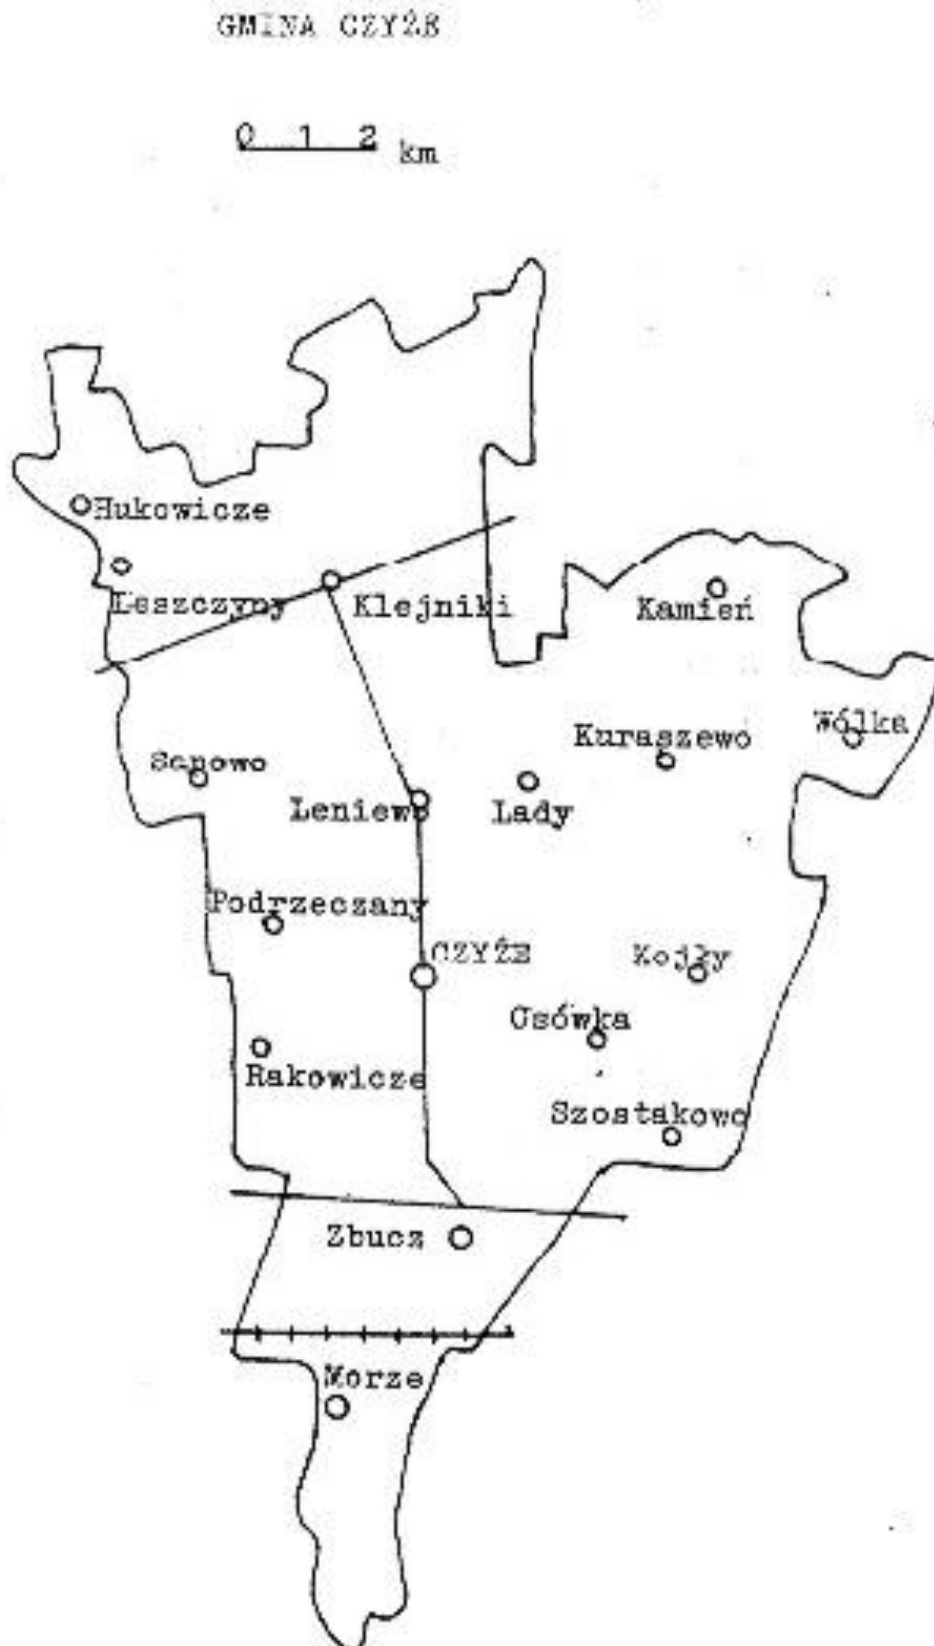 GMINA CZYŻE
0 1 2 km
Hukowicze
Leszczyny
Klejniki
Kamień
Wólka
Kuraszewo
Sapowo
Leniewo
Lady
Podrzeczany
CZYŻE
Kojły
Osówka
Rakowicze
Szostakowo
Zbucz
Morze